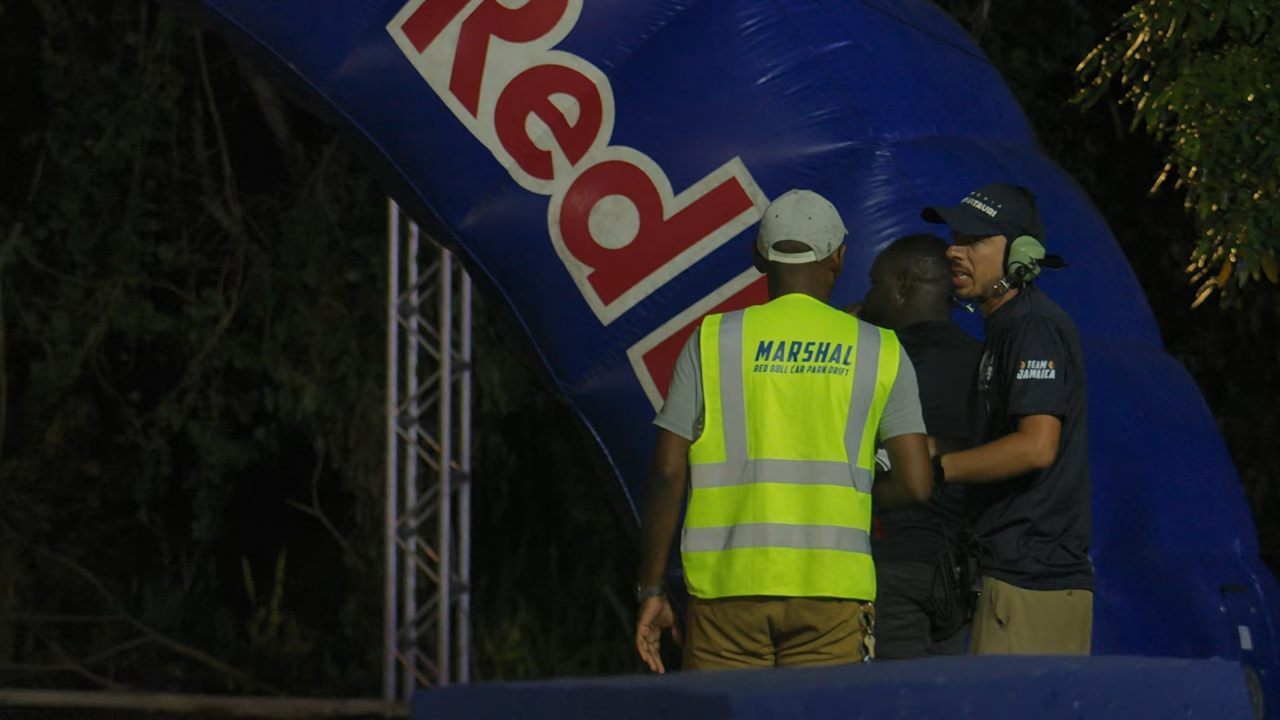 Red
MARSHAL
RED BULL CAR PARK DRIFT
TEAM
JAMAICA